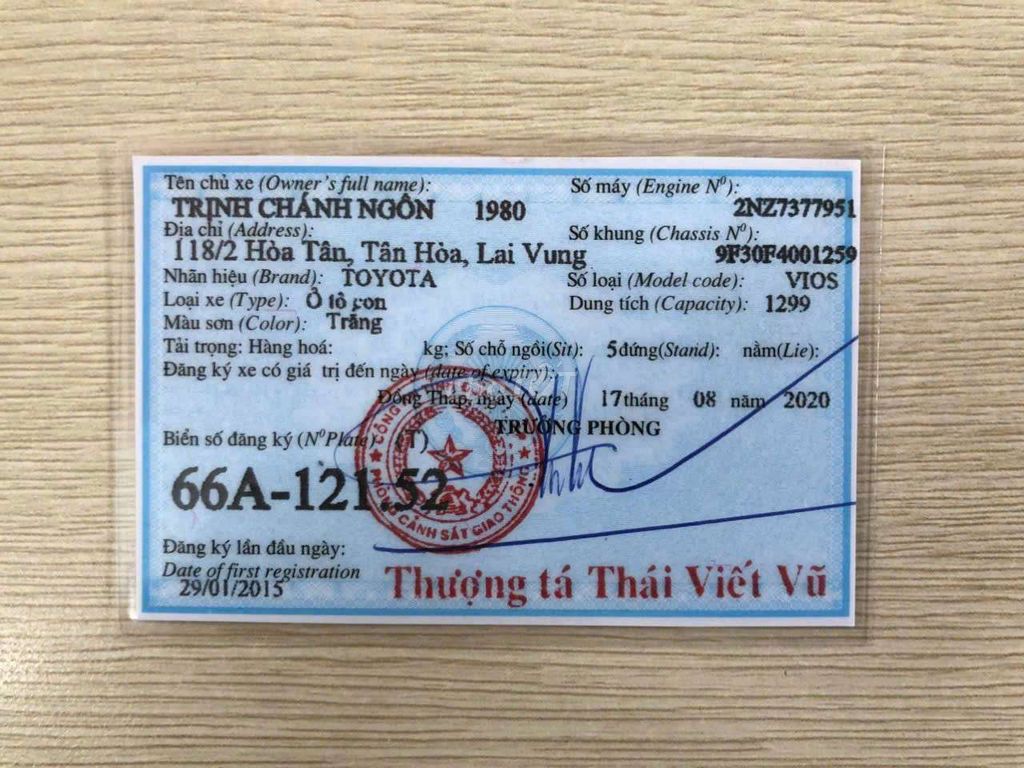 Tên chủ xe (Owner's full name): Số máy (Engine N⁰):
TRỊNH CHÁNH NGÔN 1980 2NZ7377951
Địa chỉ (Address): Số khung (Chassis N⁰):
118/2 Hòa Tân, Tân Hòa, Lai Vung 9F30F4001259
Nhãn hiệu (Brand): TOYOTA Số loại (Model code): VIOS
Loại xe (Type): Ô tô con Dung tích (Capacity): 1299
Màu sơn (Color): Trắng
Tải trọng: Hàng hoá: kg; Số chỗ ngồi(Sit): 5đứng(Stand): nằm(Lie):
Đăng ký xe có giá trị đến ngày (date of expiry):
Đồng Tháp, ngày (date) 17tháng 08 năm 2020
TRƯỞNG PHÒNG
Biển số đăng ký (N⁰Plate) (T)
66A-121.52
PHÒNG CẢNH SÁT GIAO THÔNG
Đăng ký lần đầu ngày:
Date of first registration
29/01/2015
Thượng tá Thái Viết Vũ